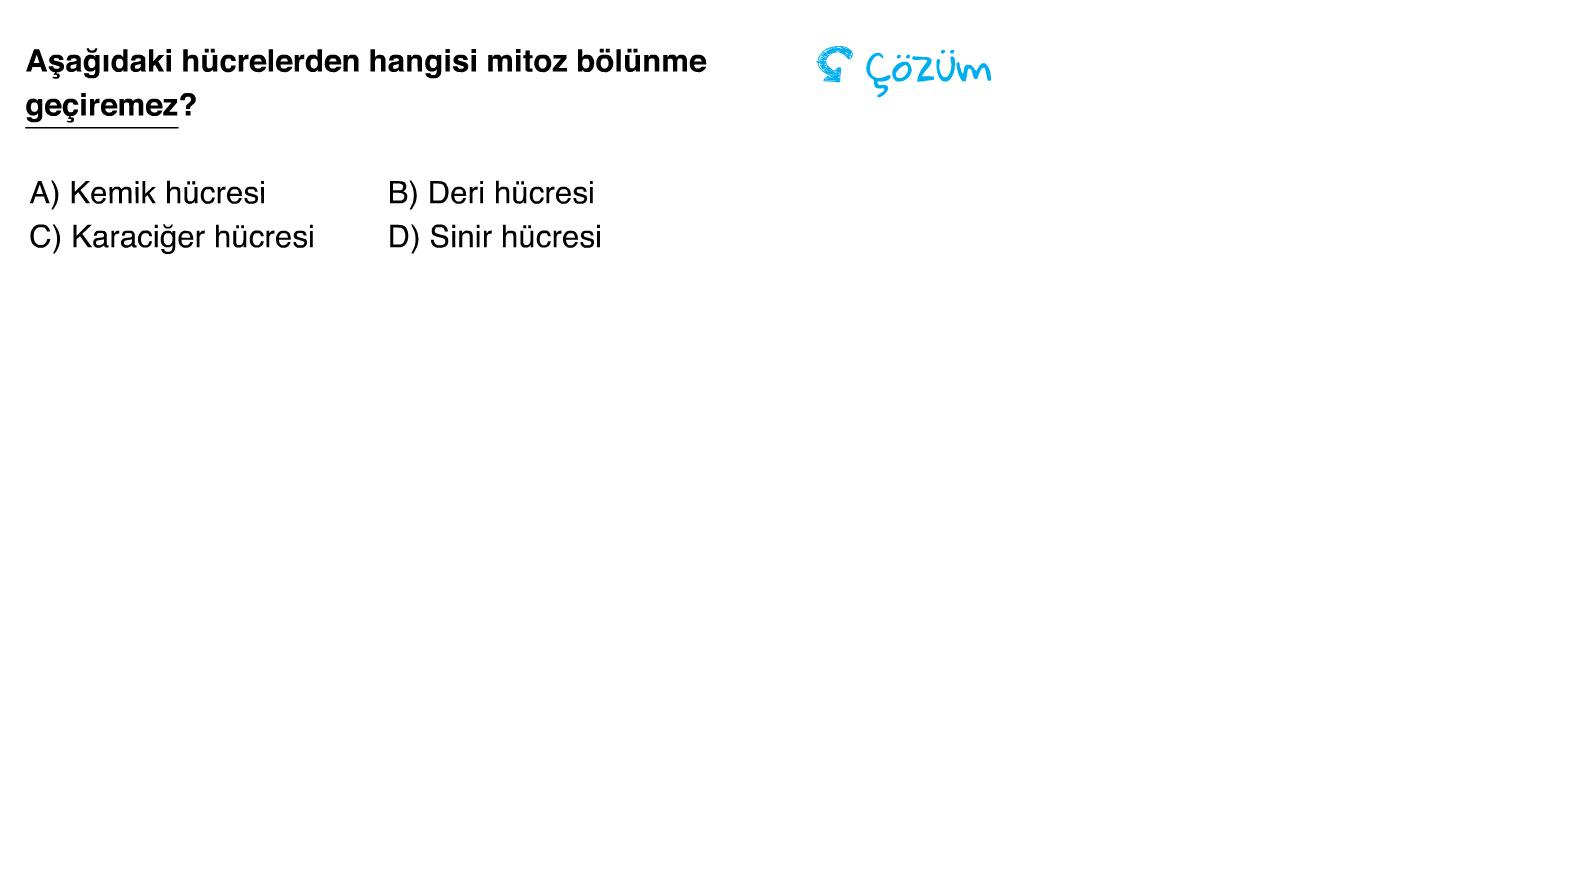 Aşağıdaki hücrelerden hangisi mitoz bölünme
geçiremez?
A) Kemik hücresi B) Deri hücresi
C) Karaciğer hücresi D) Sinir hücresi
Çözüm